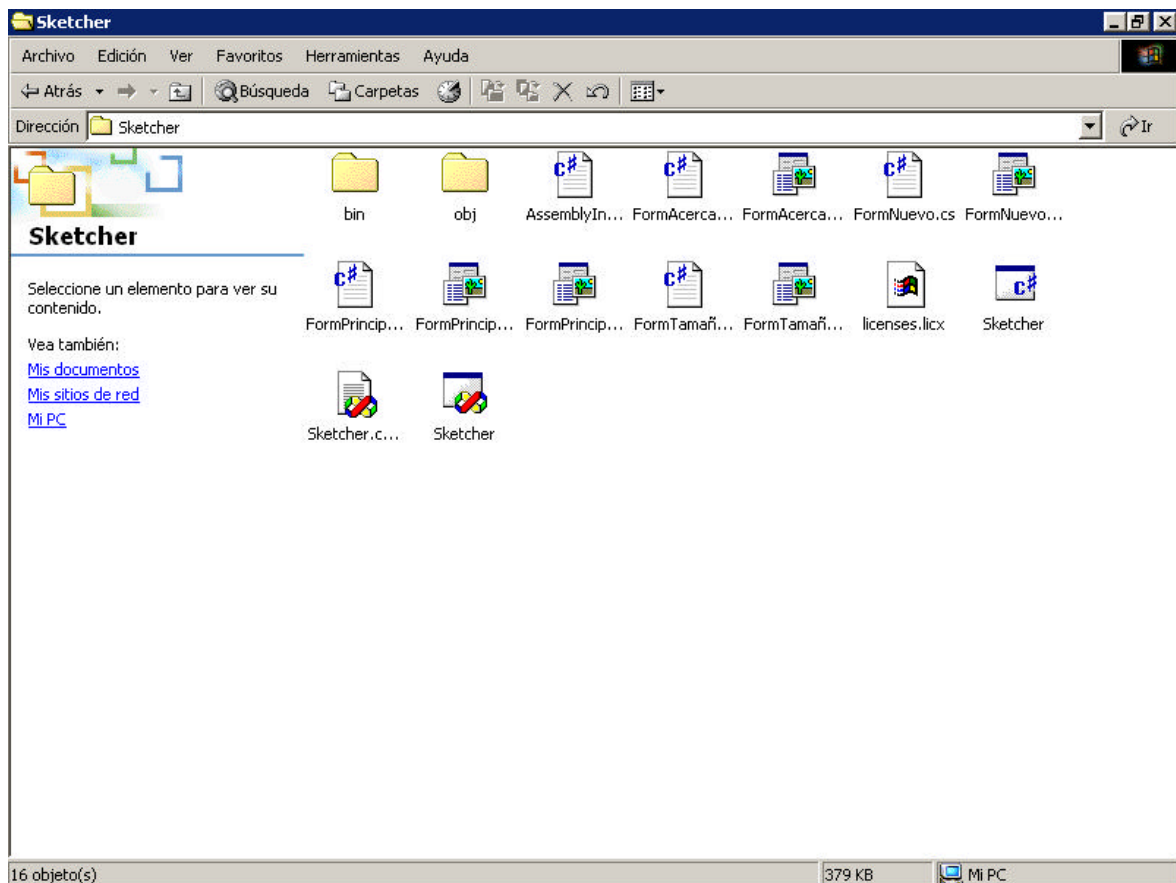 Sketcher
Archivo Edición Ver Favoritos Herramientas Ayuda
Atrás Búsqueda Carpetas
Dirección Sketcher Ir
Sketcher
Seleccione un elemento para ver su
contenido.
Vea también:
Mis documentos
Mis sitios de red
Mi PC
bin obj AssemblyIn... FormAcerca... FormAcerca... FormNuevo.cs FormNuevo...
FormPrincip... FormPrincip... FormPrincip... FormTamañ... FormTamañ... licenses.licx Sketcher
Sketcher.c... Sketcher
16 objeto(s) 379 KB Mi PC